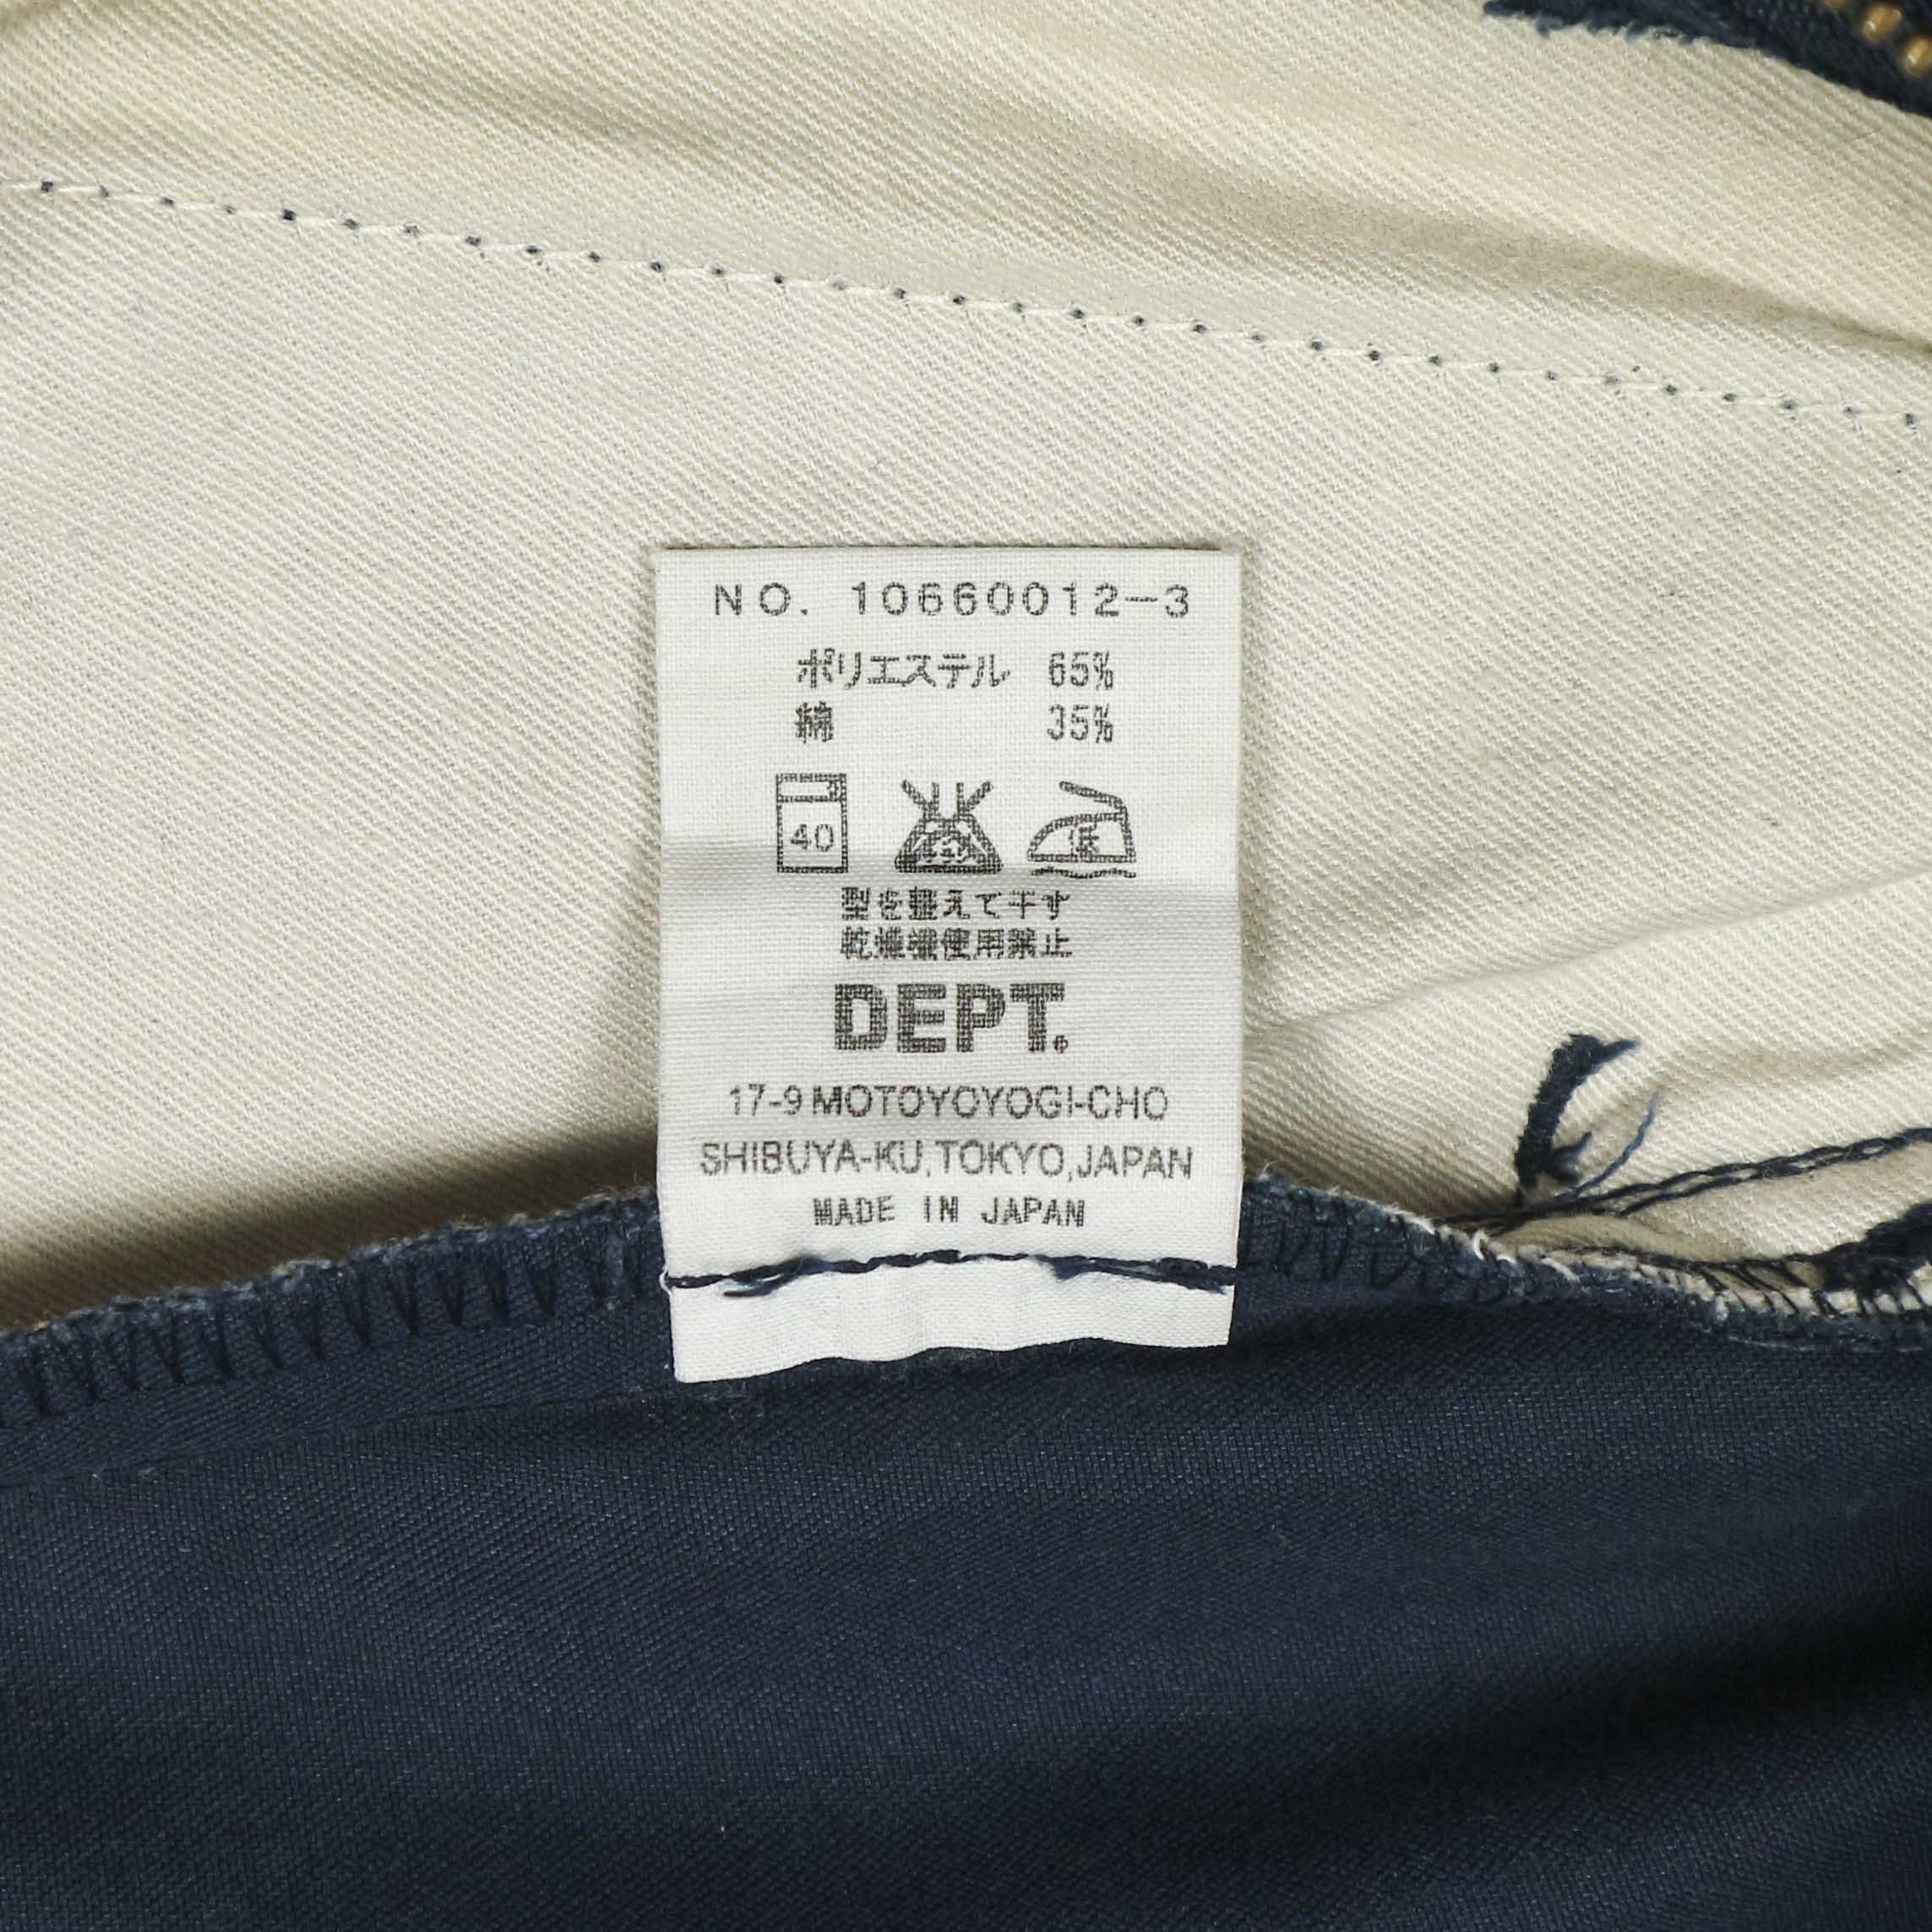 NO. 10660012-3
ポリエステル 65%
綿 35%
40 中
型を整えて干す
乾燥機使用禁止
DEPT.
17-9 MOTOYOYOGI-CHO
SHIBUYA-KU,TOKYO,JAPAN
MADE IN JAPAN